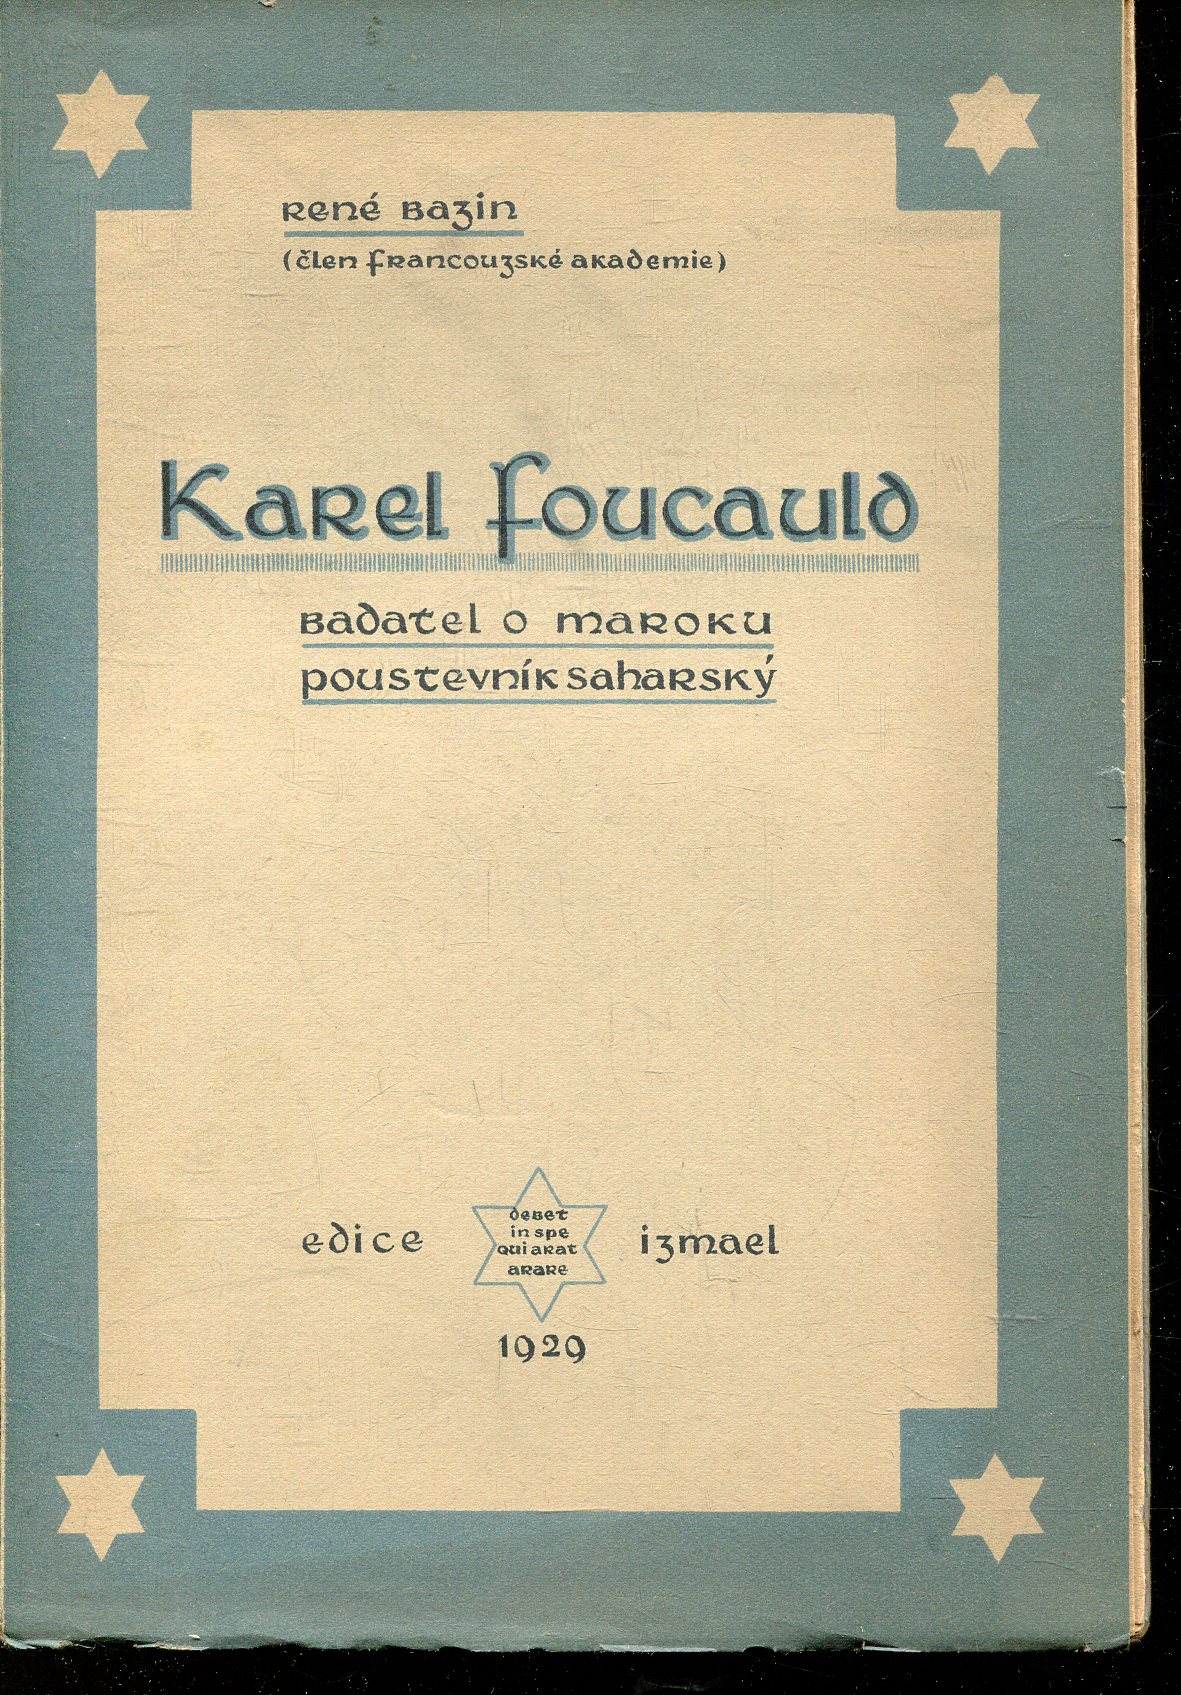 René Bazin
(člen francouzské akademie)
Karel Foucauld
badatel o maroku
poustevník saharský
edice
debet
in spe
qui arat
arare
izmael
1929